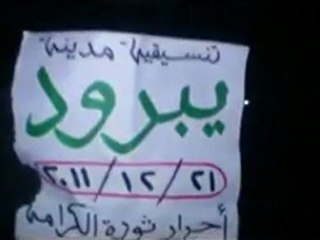 تنسيقية مدينة
يبرود
٢٠١١/١٢/٢١
أحرار ثورة الكرامة